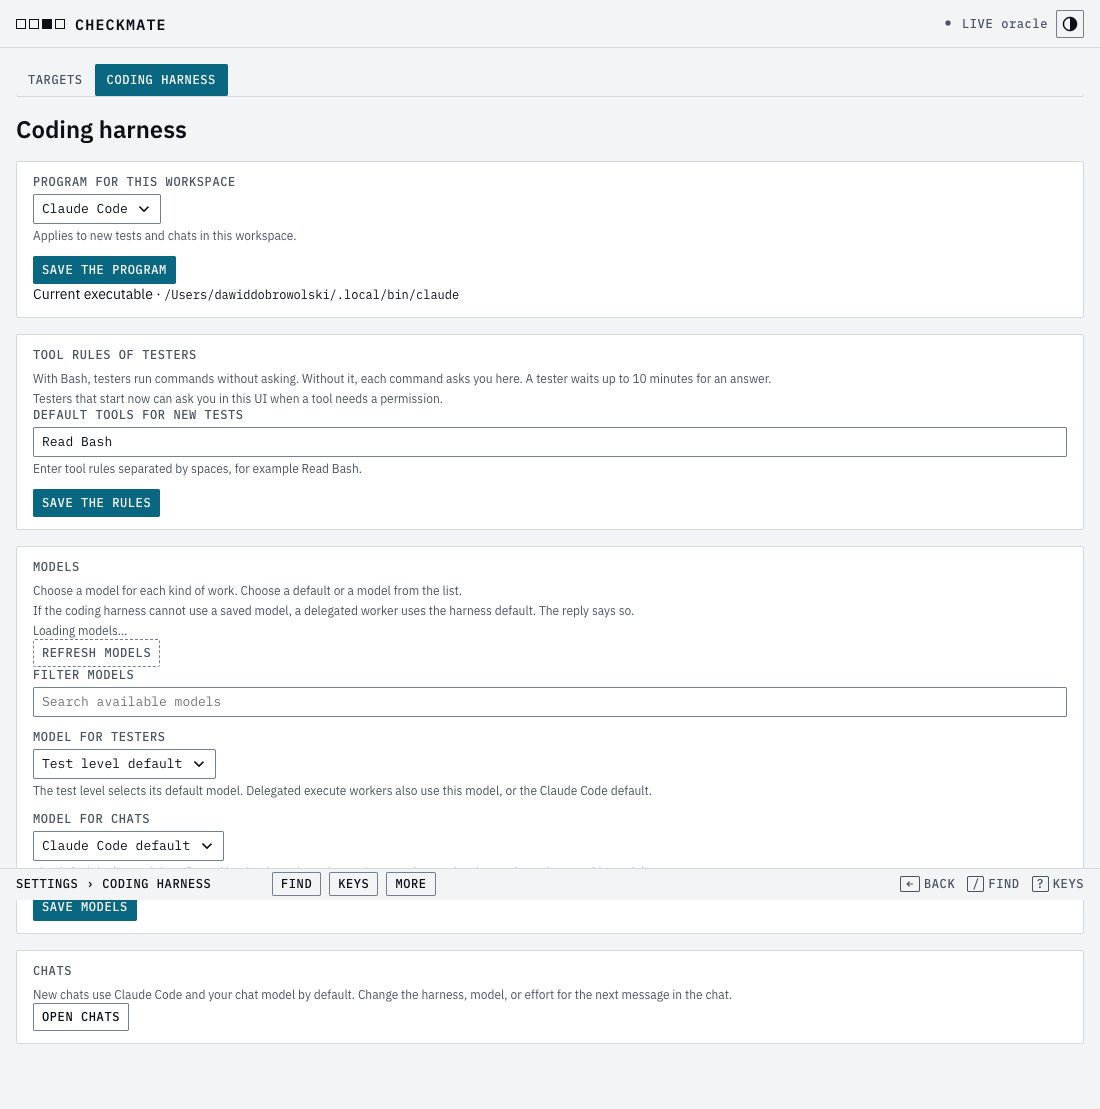 CHECKMATE
LIVE oracle
TARGETS
CODING HARNESS
Coding harness
PROGRAM FOR THIS WORKSPACE
Claude Code
Applies to new tests and chats in this workspace.
SAVE THE PROGRAM
Current executable · /Users/dawiddobrowolski/.local/bin/claude
TOOL RULES OF TESTERS
With Bash, testers run commands without asking. Without it, each command asks you here. A tester waits up to 10 minutes for an answer.
Testers that start now can ask you in this UI when a tool needs a permission.
DEFAULT TOOLS FOR NEW TESTS
Read Bash
Enter tool rules separated by spaces, for example Read Bash.
SAVE THE RULES
MODELS
Choose a model for each kind of work. Choose a default or a model from the list.
If the coding harness cannot use a saved model, a delegated worker uses the harness default. The reply says so.
Loading models…
REFRESH MODELS
FILTER MODELS
Search available models
MODEL FOR TESTERS
Test level default
The test level selects its default model. Delegated execute workers also use this model, or the Claude Code default.
MODEL FOR CHATS
Claude Code default
SETTINGS › CODING HARNESS
FIND
KEYS
MORE
← BACK
/ FIND
? KEYS
SAVE MODELS
CHATS
New chats use Claude Code and your chat model by default. Change the harness, model, or effort for the next message in the chat.
OPEN CHATS